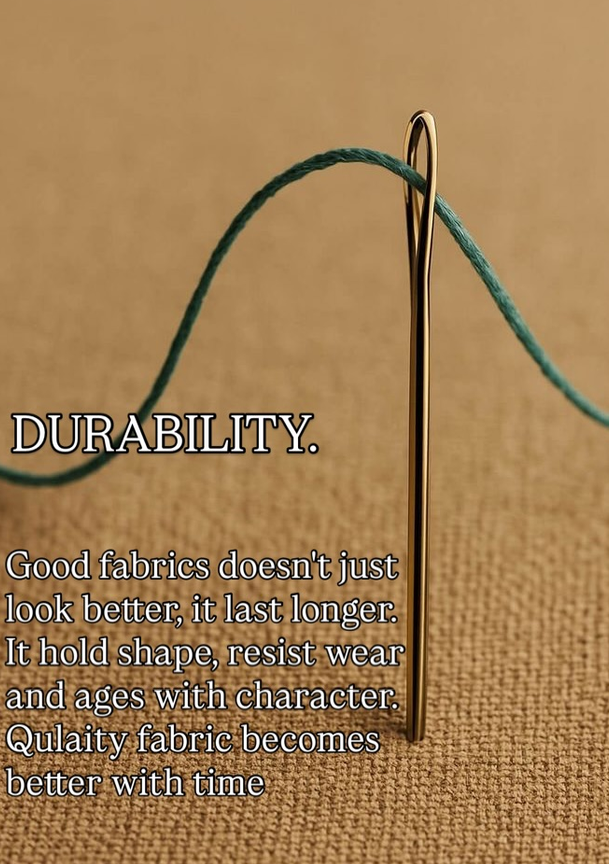 DURABILITY.
Good fabrics doesn't just
look better, it last longer.
It hold shape, resist wear
and ages with character.
Qulaity fabric becomes
better with time